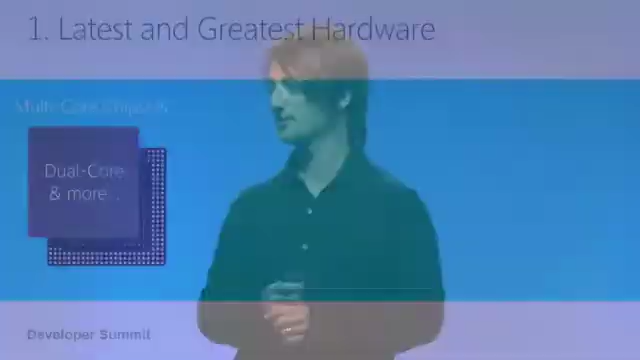 1. Latest and Greatest Hardware
Multi-Core Chipsets
Dual-Core
& more...
Developer Summit